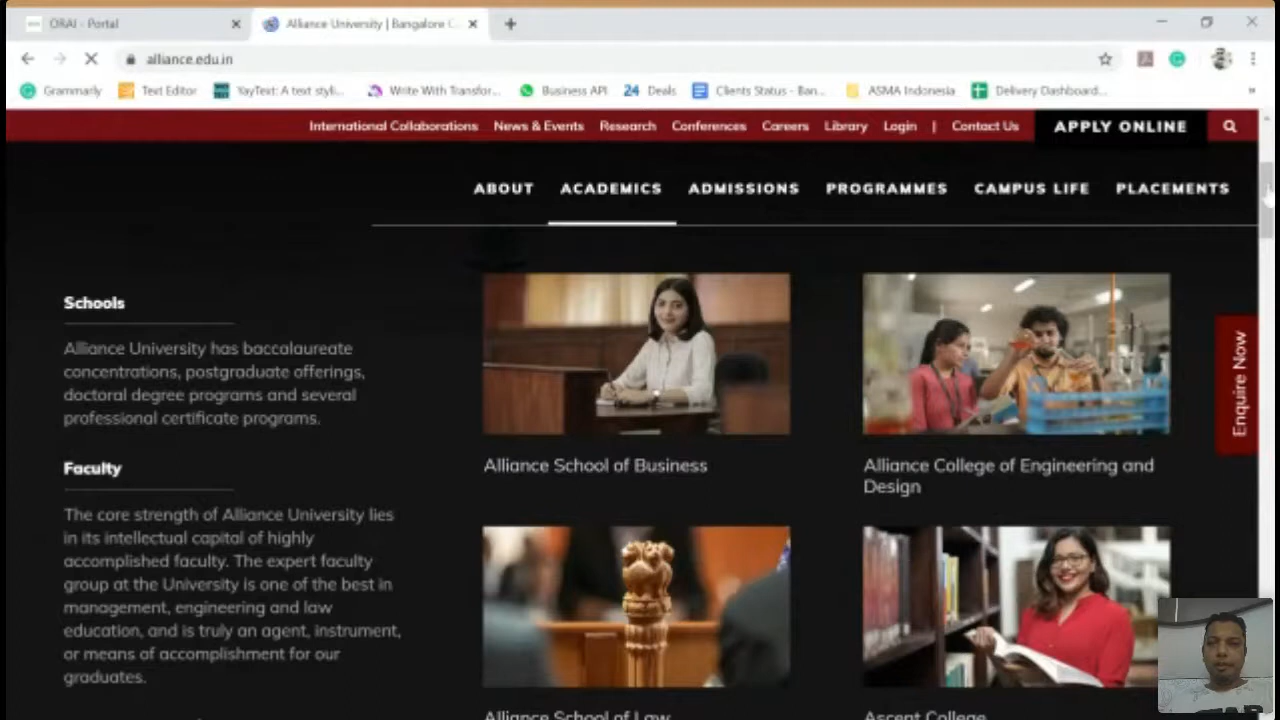 ORAI - Portal
Alliance University | Bangalore C
alliance.edu.in
Grammarly
Text Editor
YayText: A text styli...
Write With Transfor...
Business API
24 Deals
Clients Status - Ban...
ASMA Indonesia
Delivery Dashboard...
»
International Collaborations
News & Events
Research
Conferences
Careers
Library
Login
|
Contact Us
APPLY ONLINE
ABOUT
ACADEMICS
ADMISSIONS
PROGRAMMES
CAMPUS LIFE
PLACEMENTS
Schools
Alliance University has baccalaureate
concentrations, postgraduate offerings,
doctoral degree programs and several
professional certificate programs.
Faculty
The core strength of Alliance University lies
in its intellectual capital of highly
accomplished faculty. The expert faculty
group at the University is one of the best in
management, engineering and law
education, and is truly an agent, instrument,
or means of accomplishment for our
graduates.
Alliance School of Business
Alliance College of Engineering and
Design
Alliance School of Law
Ascent College
Enquire Now